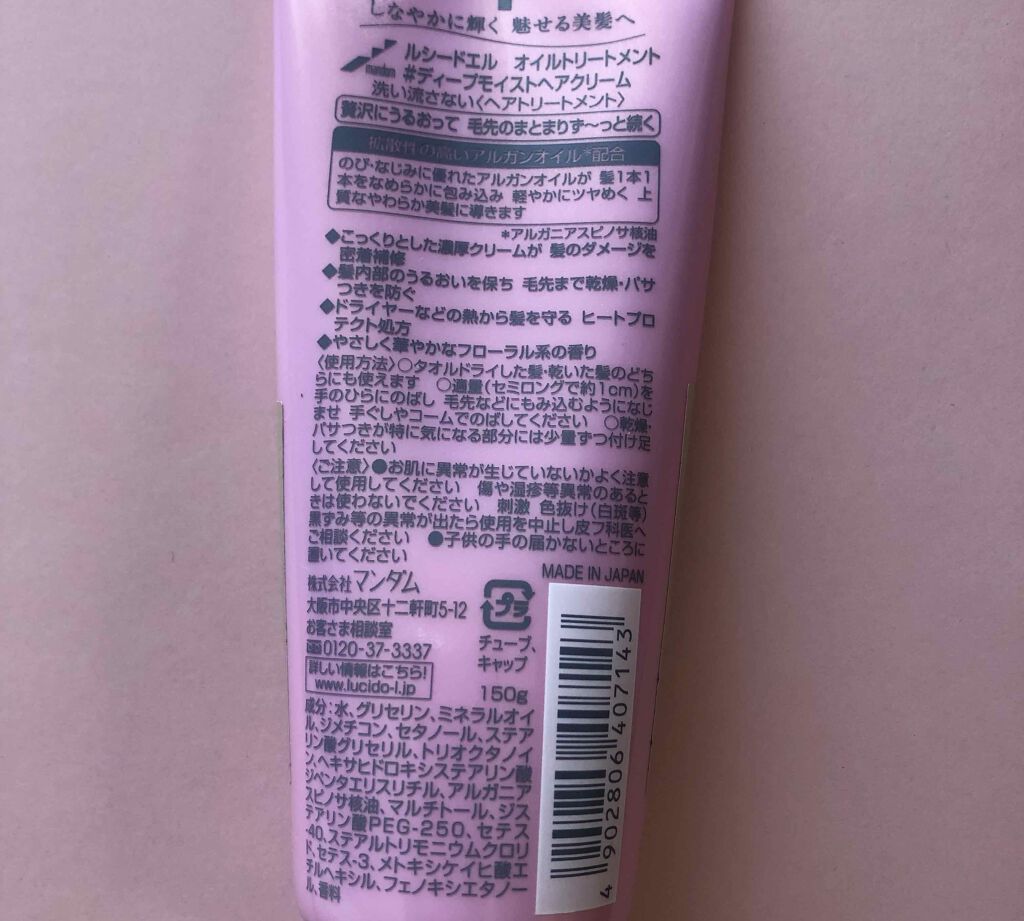 しなやかに輝く 魅せる美髪へ
mandom
ルシードエル オイルトリートメント
#ディープモイストヘアクリーム
洗い流さない〈ヘアトリートメント〉
贅沢にうるおって 毛先のまとまりず〜っと続く
拡散性の高いアルガンオイル*配合
のび・なじみに優れたアルガンオイルが 髪1本1
本をなめらかに包み込み 軽やかにツヤめく 上
質なやわらか美髪に導きます
*アルガニアスピノサ核油
◆こっくりとした濃厚クリームが 髪のダメージを
密着補修
◆髪内部のうるおいを保ち 毛先まで乾燥・パサ
つきを防ぐ
◆ドライヤーなどの熱から髪を守る ヒートプロ
テクト処方
◆やさしく華やかなフローラル系の香り
〈使用方法〉○タオルドライした髪・乾いた髪のどち
らにも使えます ○適量(セミロングで約1cm)を
手のひらにのばし 毛先などにもみ込むようになじ
ませ 手ぐしやコームでのばしてください ○乾燥・
パサつきが特に気になる部分には少量ずつ付け足
してください
〈ご注意〉●お肌に異常が生じていないかよく注意
して使用してください 傷や湿疹等異常のあると
きは使わないでください 刺激 色抜け(白斑等)
黒ずみ等の異常が出たら使用を中止し皮フ科医へ
ご相談ください ●子供の手の届かないところに
置いてください
MADE IN JAPAN
株式会社マンダム
大阪市中央区十二軒町5-12
お客さま相談室
0120-37-3337
詳しい情報はこちら!
www.lucido-l.jp
プラ
チューブ、
キャップ
150g
成分:水、グリセリン、ミネラルオイ
ル、ジメチコン、セタノール、ステア
リン酸グリセリル、トリオクタノイ
ン、ヘキサヒドロキシステアリン酸
ジペンタエリスリチル、アルガニア
スピノサ核油、マルチトール、ジス
テアリン酸PEG-250、セテス
-40、ステアルトリモニウムクロリ
ド、セテス-3、メトキシケイヒ酸エ
チルヘキシル、フェノキシエタノー
ル、香料
4902806407143